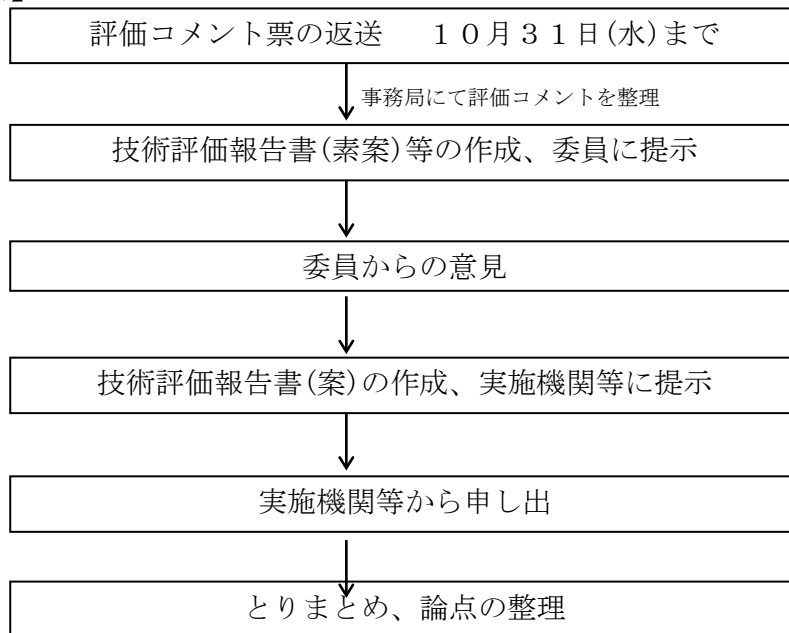 評価コメント票の返送　１０月３１日(水)まで
事務局にて評価コメントを整理
技術評価報告書(素案)等の作成、委員に提示
委員からの意見
技術評価報告書(案)の作成、実施機関等に提示
実施機関等から申し出
とりまとめ、論点の整理